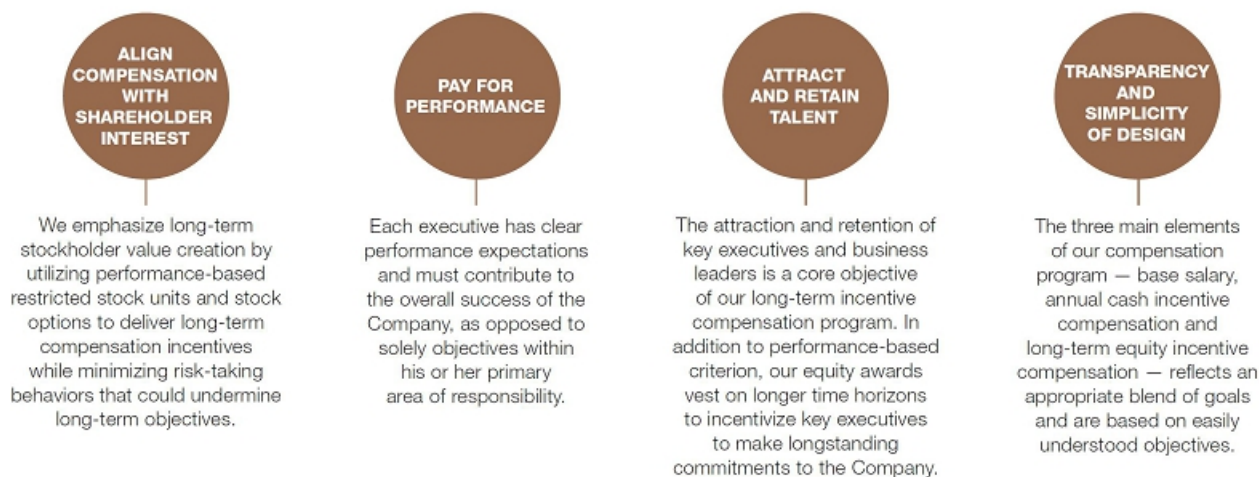 ALIGN
COMPENSATION
WITH
SHAREHOLDER
INTEREST
We emphasize long-term
stockholder value creation by
utilizing performance-based
restricted stock units and stock
options to deliver long-term
compensation incentives
while minimizing risk-taking
behaviors that could undermine
long-term objectives.
PAY FOR
PERFORMANCE
Each executive has clear
performance expectations
and must contribute to
the overall success of the
Company, as opposed to
solely objectives within
his or her primary
area of responsibility.
ATTRACT
AND RETAIN
TALENT
The attraction and retention of
key executives and business
leaders is a core objective
of our long-term incentive
compensation program. In
addition to performance-based
criterion, our equity awards
vest on longer time horizons
to incentivize key executives
to make longstanding
commitments to the Company.
TRANSPARENCY
AND
SIMPLICITY
OF DESIGN
The three main elements
of our compensation
program — base salary,
annual cash incentive
compensation and
long-term equity incentive
compensation — reflects an
appropriate blend of goals
and are based on easily
understood objectives.